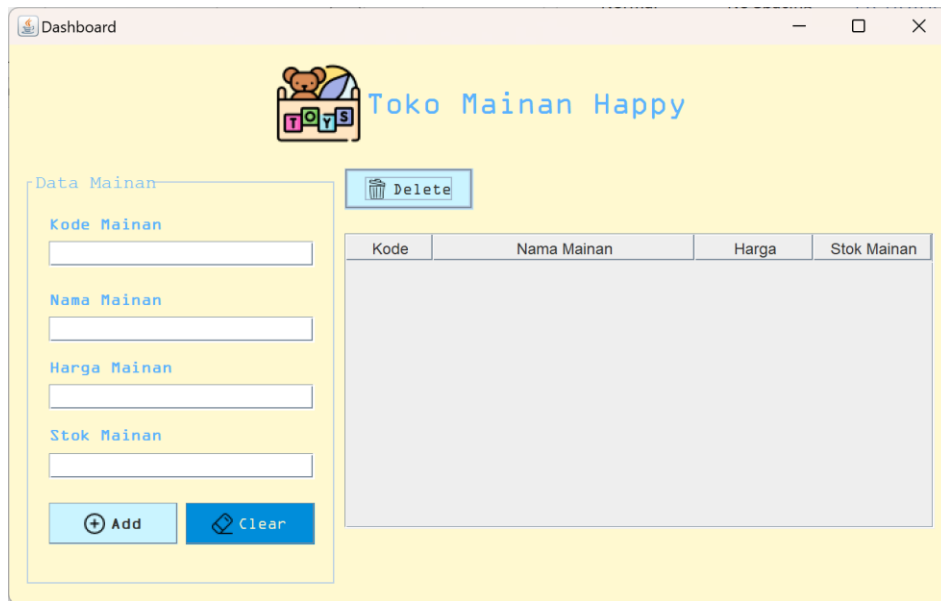 Dashboard
TOYS
Toko Mainan Happy
Data Mainan
Kode Mainan
Nama Mainan
Harga Mainan
Stok Mainan
Add Clear
Delete
Kode Nama Mainan Harga Stok Mainan